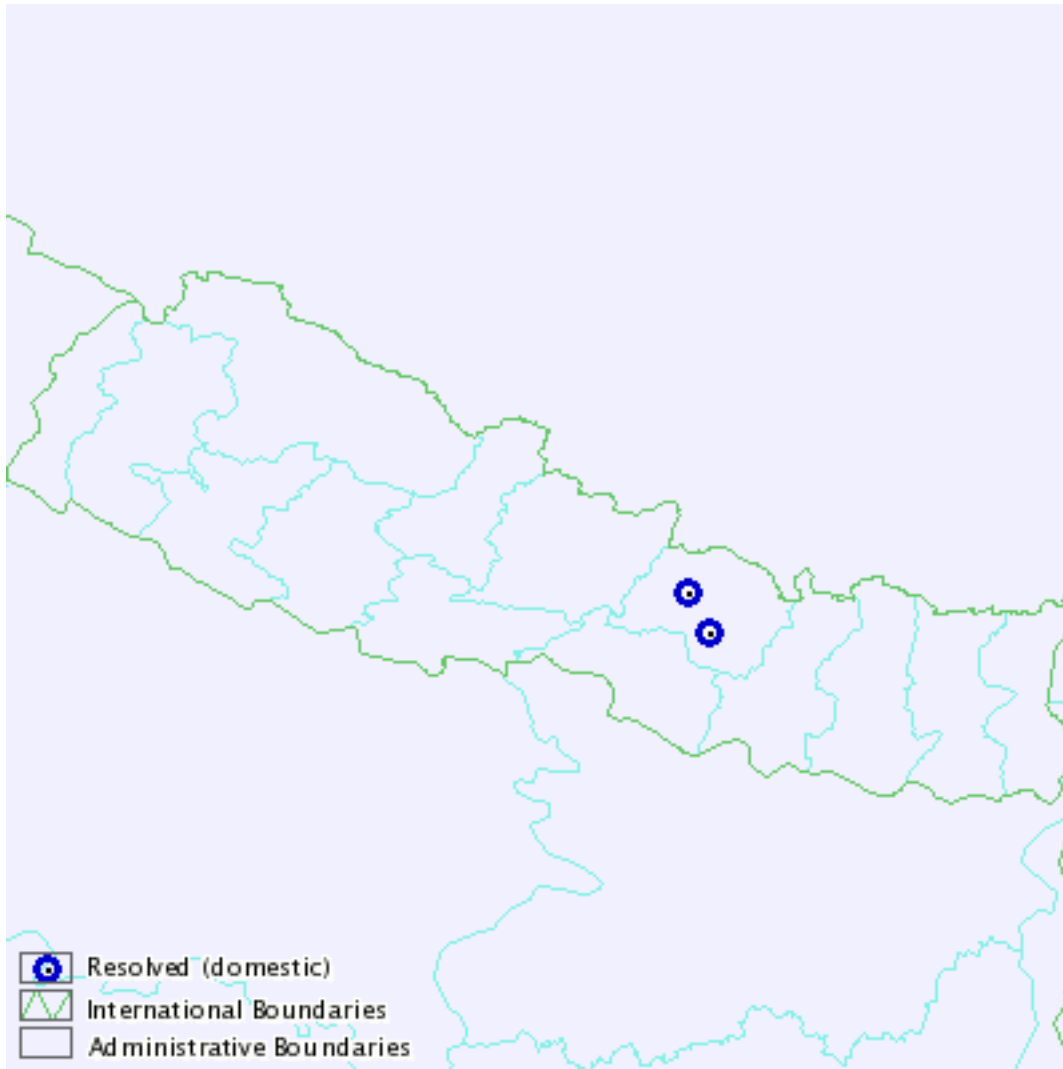 Resolved (domestic)
International Boundaries
Administrative Boundaries